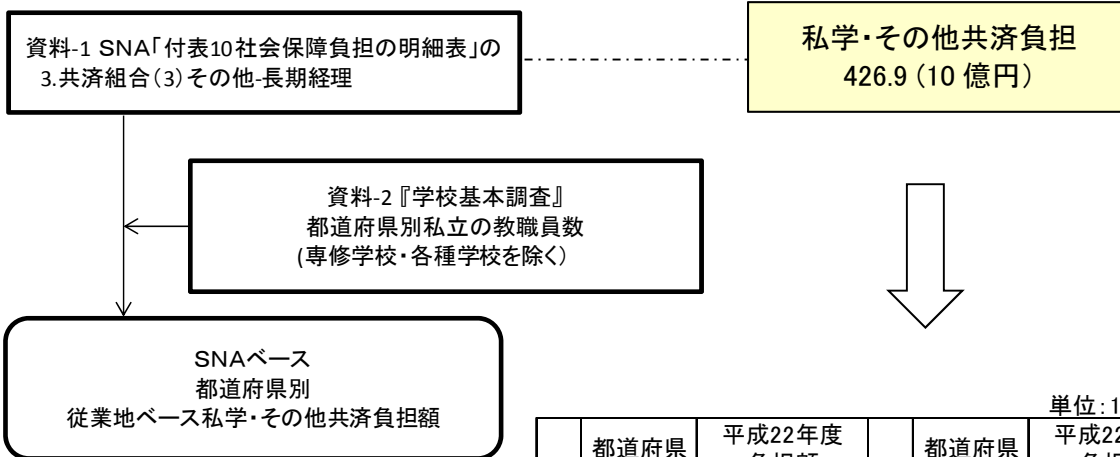 資料-1 SNA「付表10社会保障負担の明細表」の
3.共済組合(3)その他-長期経理
私学・その他共済負担
426.9(10 億円)
資料-2『学校基本調査』
都道府県別私立の教職員数
(専修学校・各種学校を除く)
SNAベース
都道府県別
従業地ベース私学・その他共済負担額
単位:1
都道府県 平成22年度 都道府県 平成22